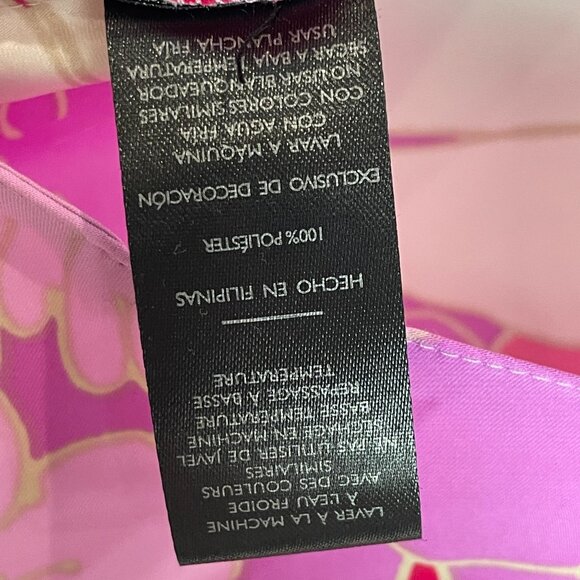 LAVER À LA MACHINE
À L'EAU FROIDE
AVEC DES COULEURS
SIMILAIRES
NE PAS UTILISER DE JAVEL
SÉCHAGE EN MACHINE
BASSE TEMPÉRATURE
REPASSAGE À BASSE
TEMPÉRATURE
HECHO EN FILIPINAS
100% POLIÉSTER
EXCLUSIVO DE DECORACIÓN
LAVAR A MÁQUINA
CON AGUA FRIA
CON COLORES SIMILARES
NO USAR BLANQUEADOR
SECAR A BAJA TEMPERATURA
USAR PLANCHA FRIA